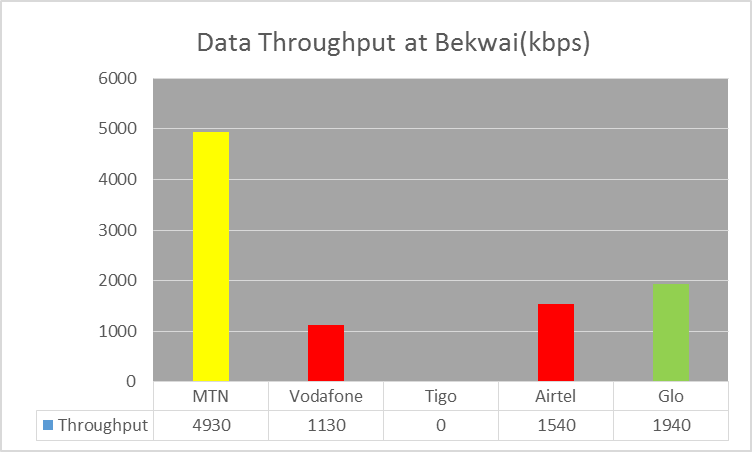 Data Throughput at Bekwai(kbps)
6000
5000
4000
3000
2000
1000
0
MTN Vodafone Tigo Airtel Glo
Throughput 4930 1130 0 1540 1940